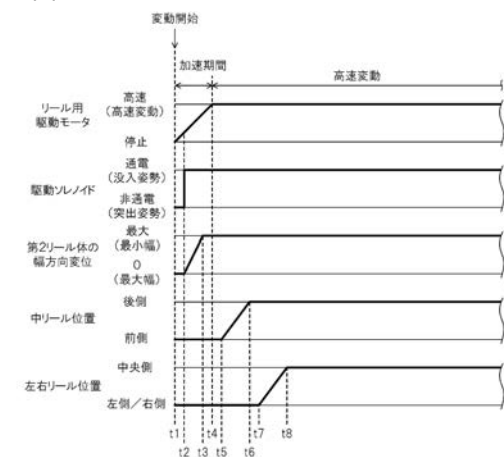 変動開始
加速期間
高速変動
リール用
駆動モータ
高速
(高速変動)
停止
駆動ソレノイド
通電
(没入姿勢)
非通電
(突出姿勢)
第2リール体の
幅方向変位
最大
(最小幅)
0
(最大幅)
中リール位置
後側
前側
左右リール位置
中央側
左側/右側
t1 t4 t7 t8
t2 t3 t5 t6